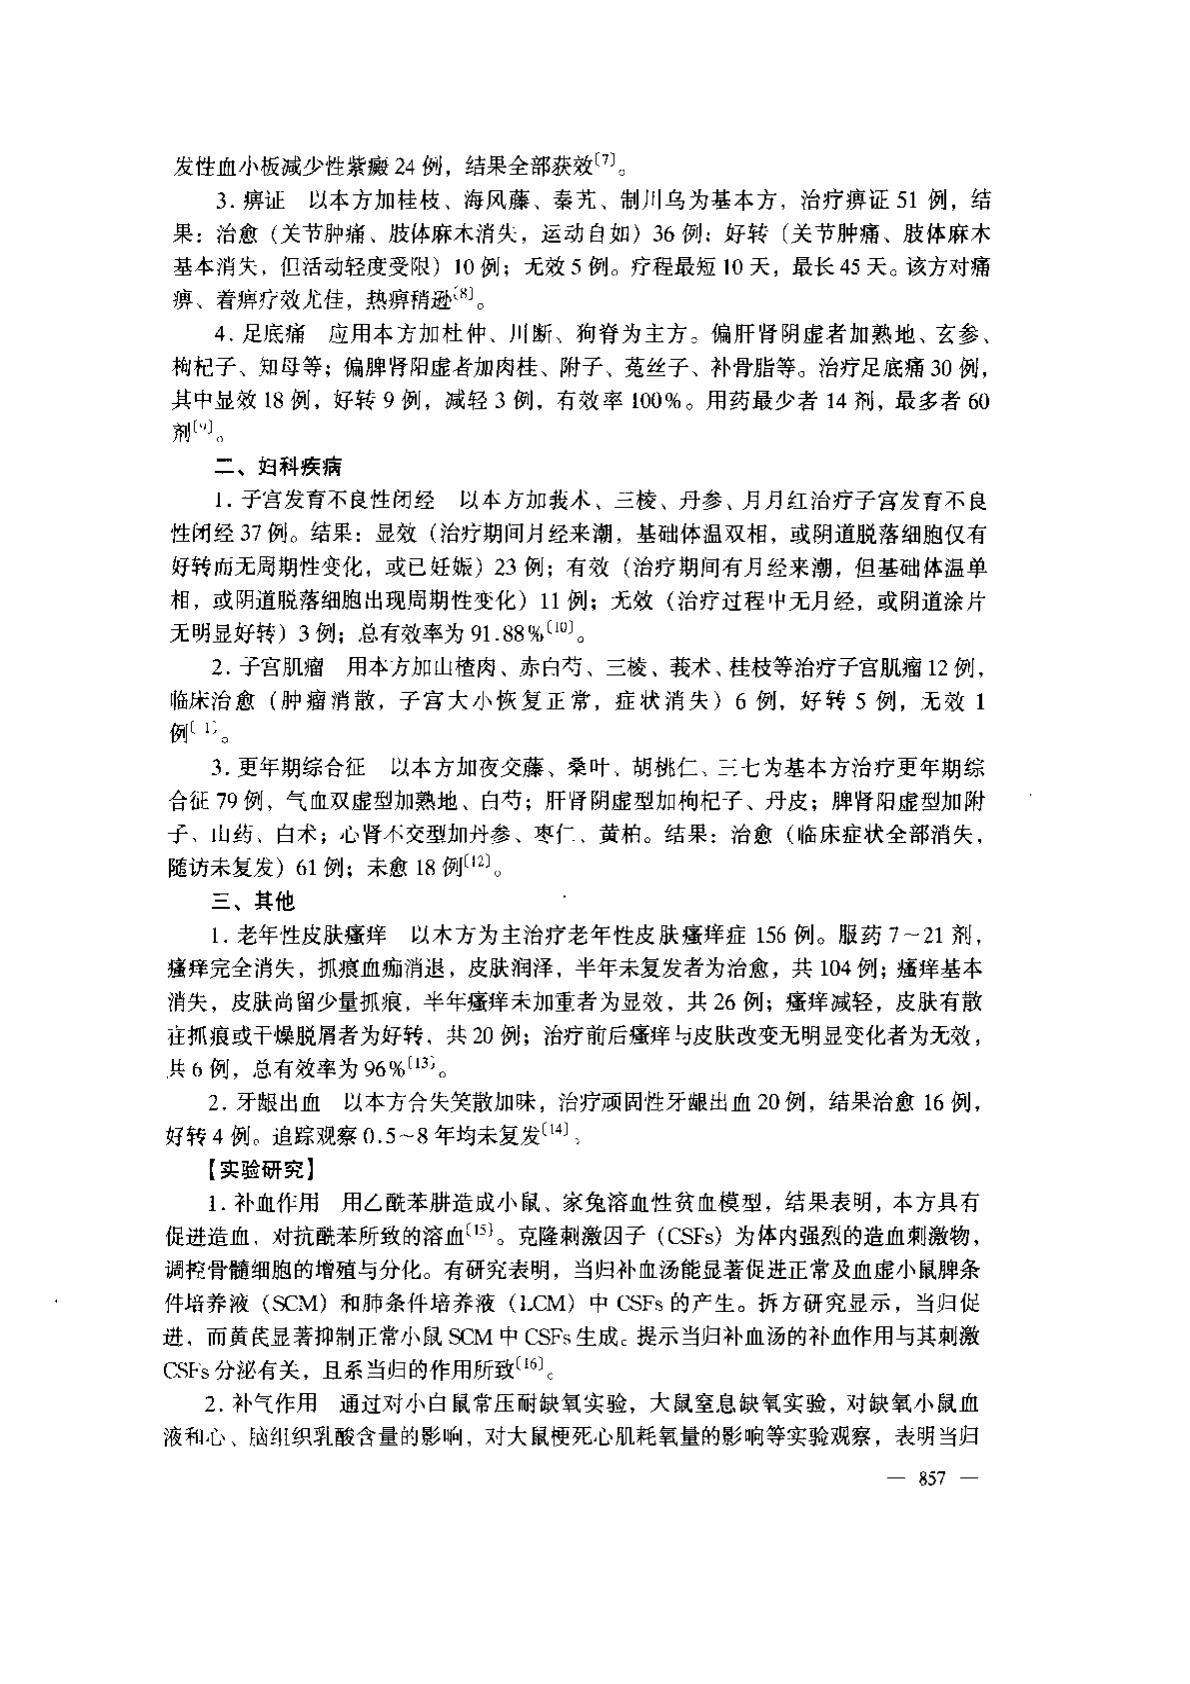 发性血小板减少性紫癜 24 例，结果全部获效〔7〕。
3. 痹证　以本方加桂枝、海风藤、秦艽、制川乌为基本方，治疗痹证 51 例，结
果：治愈（关节肿痛、肢体麻木消失，运动自如）36 例；好转（关节肿痛、肢体麻木
基本消失，但活动轻度受限）10 例；无效 5 例。疗程最短 10 天，最长 45 天。该方对痛
痹、着痹疗效尤佳，热痹稍逊〔8〕。
4. 足底痛　应用本方加杜仲、川断、狗脊为主方。偏肝肾阴虚者加熟地、玄参、
枸杞子、知母等；偏脾肾阳虚者加肉桂、附子、菟丝子、补骨脂等。治疗足底痛 30 例，
其中显效 18 例，好转 9 例，减轻 3 例，有效率 100%。用药最少者 14 剂，最多者 60
剂〔9〕。
二、妇科疾病
1. 子宫发育不良性闭经　以本方加莪术、三棱、丹参、月月红治疗子宫发育不良
性闭经 37 例。结果：显效（治疗期间月经来潮，基础体温双相，或阴道脱落细胞仅有
好转而无周期性变化，或已妊娠）23 例；有效（治疗期间有月经来潮，但基础体温单
相，或阴道脱落细胞出现周期性变化）11 例；无效（治疗过程中无月经，或阴道涂片
无明显好转）3 例；总有效率为 91.88%〔10〕。
2. 子宫肌瘤　用本方加山楂肉、赤白芍、三棱、莪术、桂枝等治疗子宫肌瘤 12 例，
临床治愈（肿瘤消散，子宫大小恢复正常，症状消失）6 例，好转 5 例，无效 1
例〔11〕。
3. 更年期综合征　以本方加夜交藤、桑叶、胡桃仁、三七为基本方治疗更年期综
合征 79 例，气血双虚型加熟地、白芍；肝肾阴虚型加枸杞子、丹皮；脾肾阳虚型加附
子、山药、白术；心肾不交型加丹参、枣仁、黄柏。结果：治愈（临床症状全部消失，
随访未复发）61 例；未愈 18 例〔12〕。
三、其他
1. 老年性皮肤瘙痒　以本方为主治疗老年性皮肤瘙痒症 156 例。服药 7～21 剂，
瘙痒完全消失，抓痕血痂消退，皮肤润泽，半年未复发者为治愈，共 104 例；瘙痒基本
消失，皮肤尚留少量抓痕，半年瘙痒未加重者为显效，共 26 例；瘙痒减轻，皮肤有散
在抓痕或干燥脱屑者为好转，共 20 例；治疗前后瘙痒与皮肤改变无明显变化者为无效，
共 6 例，总有效率为 96%〔13〕。
2. 牙龈出血　以本方合失笑散加味，治疗顽固性牙龈出血 20 例，结果治愈 16 例，
好转 4 例。追踪观察 0.5～8 年均未复发〔14〕。
【实验研究】
1. 补血作用　用乙酰苯肼造成小鼠、家兔溶血性贫血模型，结果表明，本方具有
促进造血，对抗酰苯所致的溶血〔15〕。克隆刺激因子（CSFs）为体内强烈的造血刺激物，
调控骨髓细胞的增殖与分化。有研究表明，当归补血汤能显著促进正常及血虚小鼠脾条
件培养液（SCM）和肺条件培养液（LCM）中 CSFs 的产生。拆方研究显示，当归促
进，而黄芪显著抑制正常小鼠 SCM 中 CSFs 生成。提示当归补血汤的补血作用与其刺激
CSFs 分泌有关，且系当归的作用所致〔16〕。
2. 补气作用　通过对小白鼠常压耐缺氧实验，大鼠窒息缺氧实验，对缺氧小鼠血
液和心、脑组织乳酸含量的影响，对大鼠梗死心肌耗氧量的影响等实验观察，表明当归
— 857 —